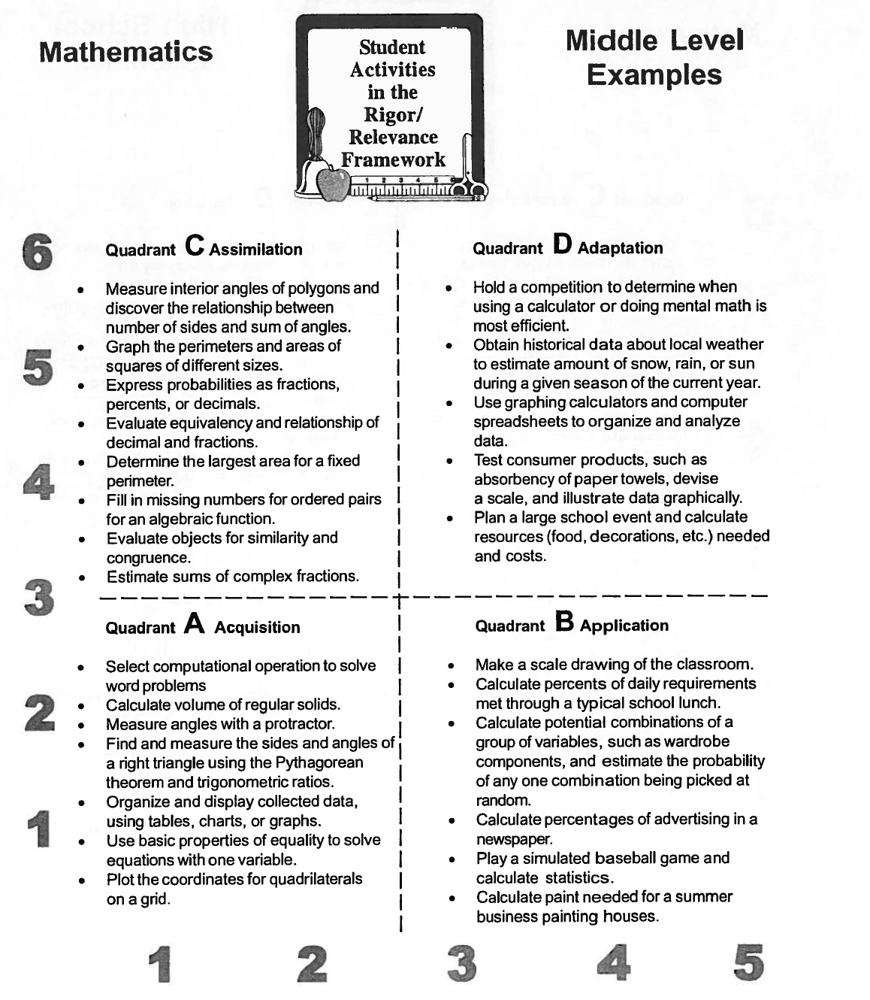 Mathematics
Student
Activities
in the
Rigor/
Relevance
Framework
1 2 3 4 5 6
Middle Level
Examples
6
5
4
3
2
1
Quadrant C Assimilation
• Measure interior angles of polygons and
discover the relationship between
number of sides and sum of angles.
• Graph the perimeters and areas of
squares of different sizes.
• Express probabilities as fractions,
percents, or decimals.
• Evaluate equivalency and relationship of
decimal and fractions.
• Determine the largest area for a fixed
perimeter.
• Fill in missing numbers for ordered pairs
for an algebraic function.
• Evaluate objects for similarity and
congruence.
• Estimate sums of complex fractions.
Quadrant D Adaptation
• Hold a competition to determine when
using a calculator or doing mental math is
most efficient.
• Obtain historical data about local weather
to estimate amount of snow, rain, or sun
during a given season of the current year.
• Use graphing calculators and computer
spreadsheets to organize and analyze
data.
• Test consumer products, such as
absorbency of paper towels, devise
a scale, and illustrate data graphically.
• Plan a large school event and calculate
resources (food, decorations, etc.) needed
and costs.
Quadrant A Acquisition
• Select computational operation to solve
word problems
• Calculate volume of regular solids.
• Measure angles with a protractor.
• Find and measure the sides and angles of
a right triangle using the Pythagorean
theorem and trigonometric ratios.
• Organize and display collected data,
using tables, charts, or graphs.
• Use basic properties of equality to solve
equations with one variable.
• Plot the coordinates for quadrilaterals
on a grid.
Quadrant B Application
• Make a scale drawing of the classroom.
• Calculate percents of daily requirements
met through a typical school lunch.
• Calculate potential combinations of a
group of variables, such as wardrobe
components, and estimate the probability
of any one combination being picked at
random.
• Calculate percentages of advertising in a
newspaper.
• Play a simulated baseball game and
calculate statistics.
• Calculate paint needed for a summer
business painting houses.
1 2 3 4 5